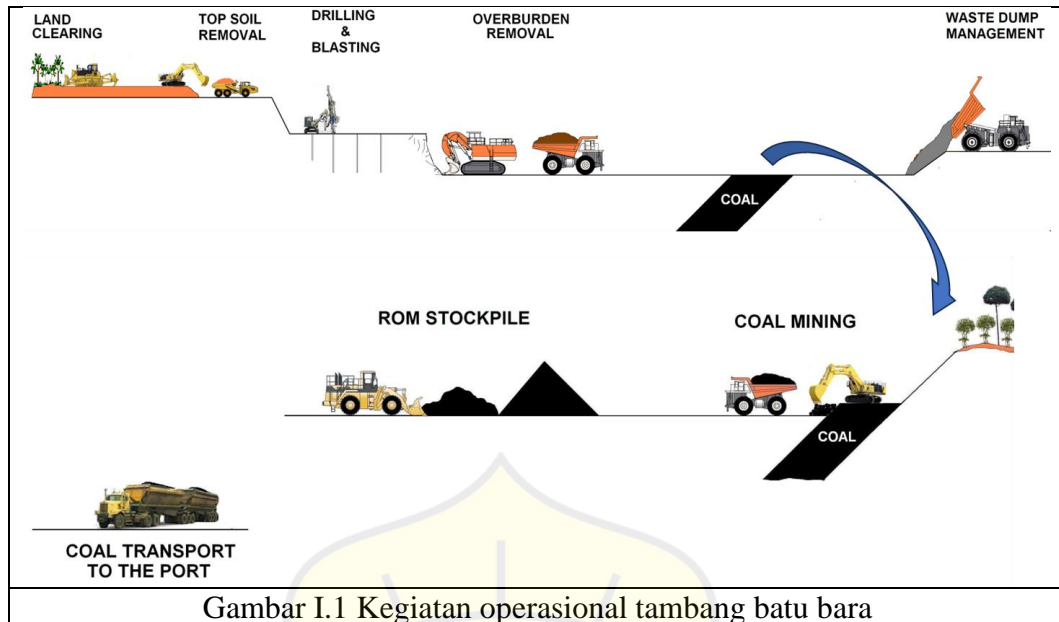 LAND
CLEARING
TOP SOIL
REMOVAL
DRILLING
&
BLASTING
OVERBURDEN
REMOVAL
WASTE DUMP
MANAGEMENT
COAL
ROM STOCKPILE
COAL MINING
COAL
COAL TRANSPORT
TO THE PORT
Gambar I.1 Kegiatan operasional tambang batu bara